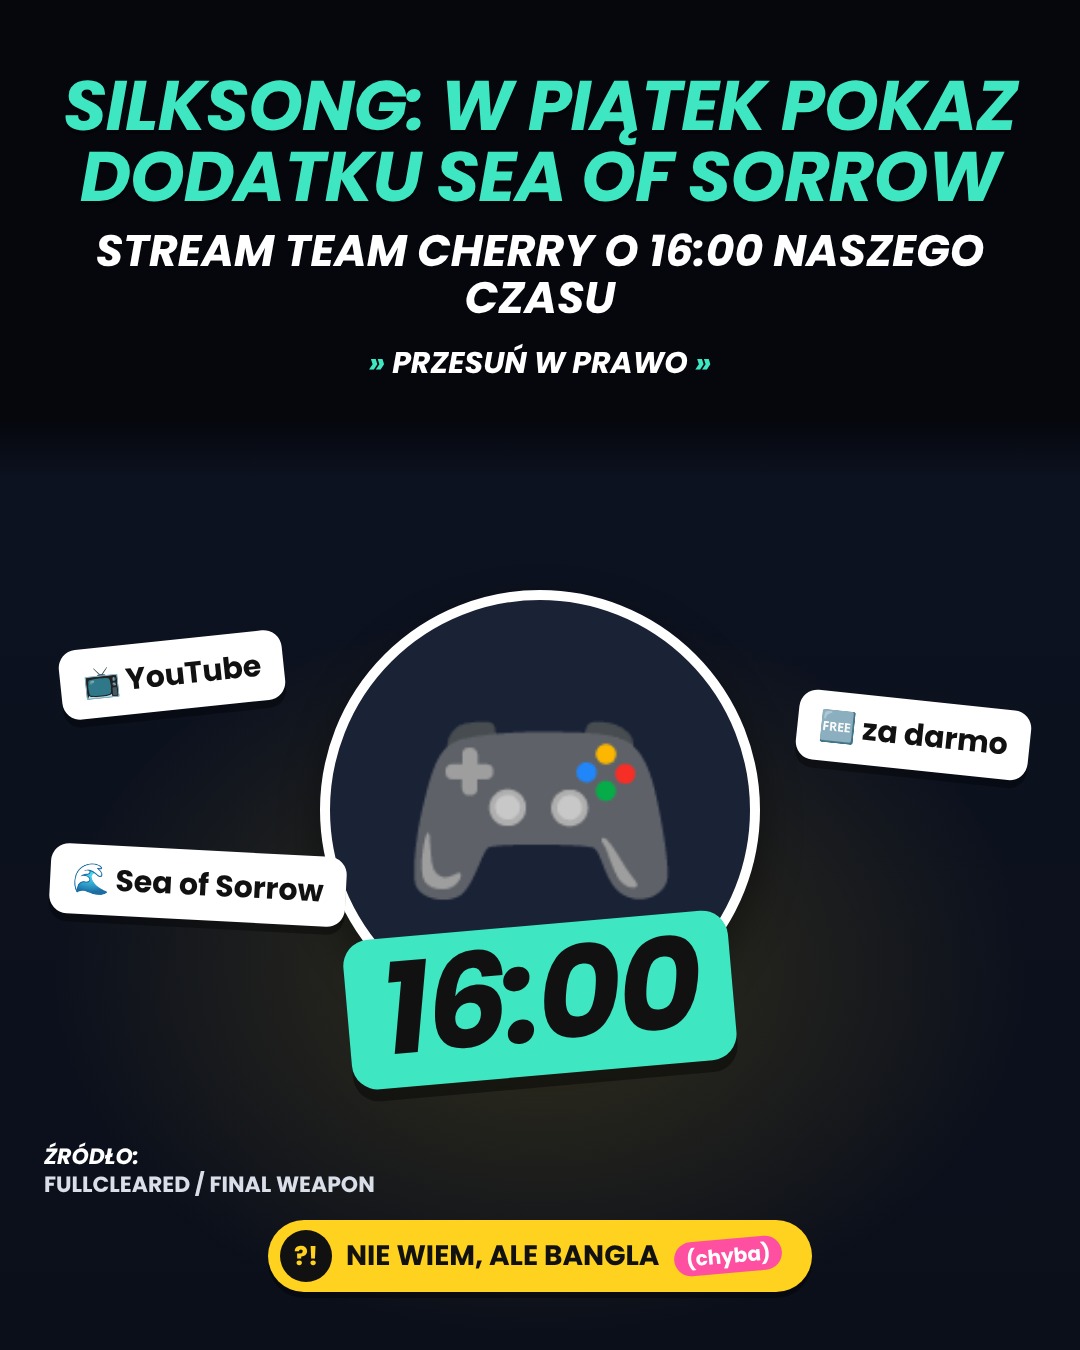 SILKSONG: W PIĄTEK POKAZ
DODATKU SEA OF SORROW
STREAM TEAM CHERRY O 16:00 NASZEGO
CZASU
» PRZESUŃ W PRAWO »
YouTube
FREE za darmo
Sea of Sorrow
16:00
ŹRÓDŁO:
FULLCLEARED / FINAL WEAPON
?! NIE WIEM, ALE BANGLA (chyba)